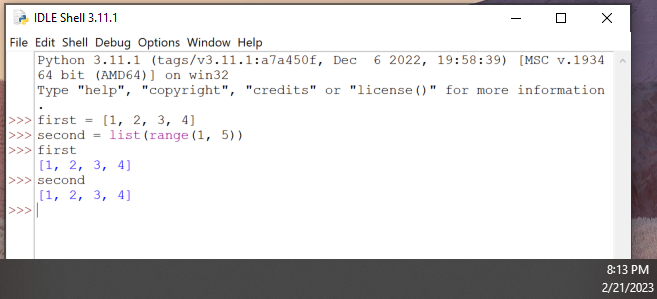 IDLE Shell 3.11.1
File Edit Shell Debug Options Window Help
Python 3.11.1 (tags/v3.11.1:a7a450f, Dec  6 2022, 19:58:39) [MSC v.1934
64 bit (AMD64)] on win32
Type "help", "copyright", "credits" or "license()" for more information
.
>>> first = [1, 2, 3, 4]
>>> second = list(range(1, 5))
>>> first
[1, 2, 3, 4]
>>> second
[1, 2, 3, 4]
>>>
8:13 PM
2/21/2023